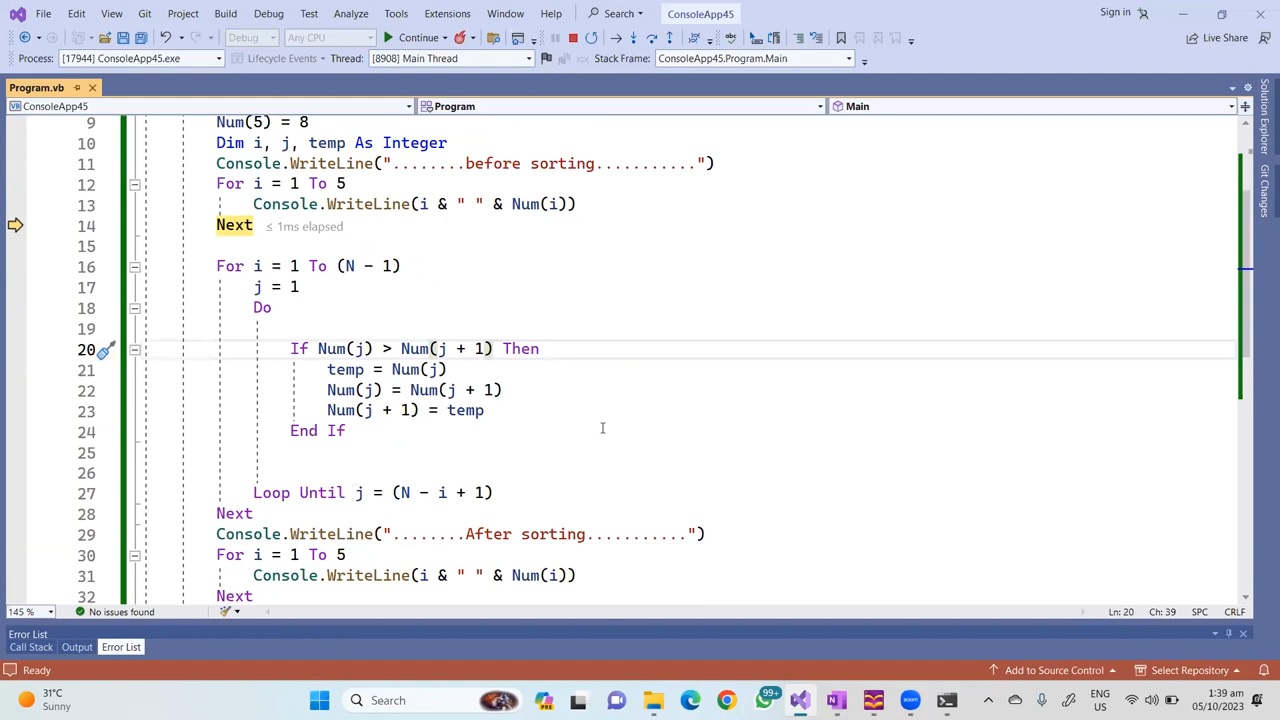 File Edit View Git Project Build Debug Test Analyze Tools Extensions Window Help Search ConsoleApp45 Sign in
Debug Any CPU Continue Live Share
Process: [17944] ConsoleApp45.exe Lifecycle Events Thread: [8908] Main Thread Stack Frame: ConsoleApp45.Program.Main
Program.vb
ConsoleApp45 Program Main
9 Num(5) = 8
10 Dim i, j, temp As Integer
11 Console.WriteLine("........before sorting...........")
12 For i = 1 To 5
13 Console.WriteLine(i & " " & Num(i))
14 Next ≤ 1ms elapsed
15
16 For i = 1 To (N - 1)
17 j = 1
18 Do
19
20 If Num(j) > Num(j + 1) Then
21 temp = Num(j)
22 Num(j) = Num(j + 1)
23 Num(j + 1) = temp
24 End If
25
26
27 Loop Until j = (N - i + 1)
28 Next
29 Console.WriteLine("........After sorting...........")
30 For i = 1 To 5
31 Console.WriteLine(i & " " & Num(i))
32 Next
Solution Explorer
Git Changes
145 % No issues found Ln: 20 Ch: 39 SPC CRLF
Error List
Call Stack Output Error List
Ready Add to Source Control Select Repository
31°C
Sunny
Search
99+
zoom
ENG
US
1:39 am
05/10/2023